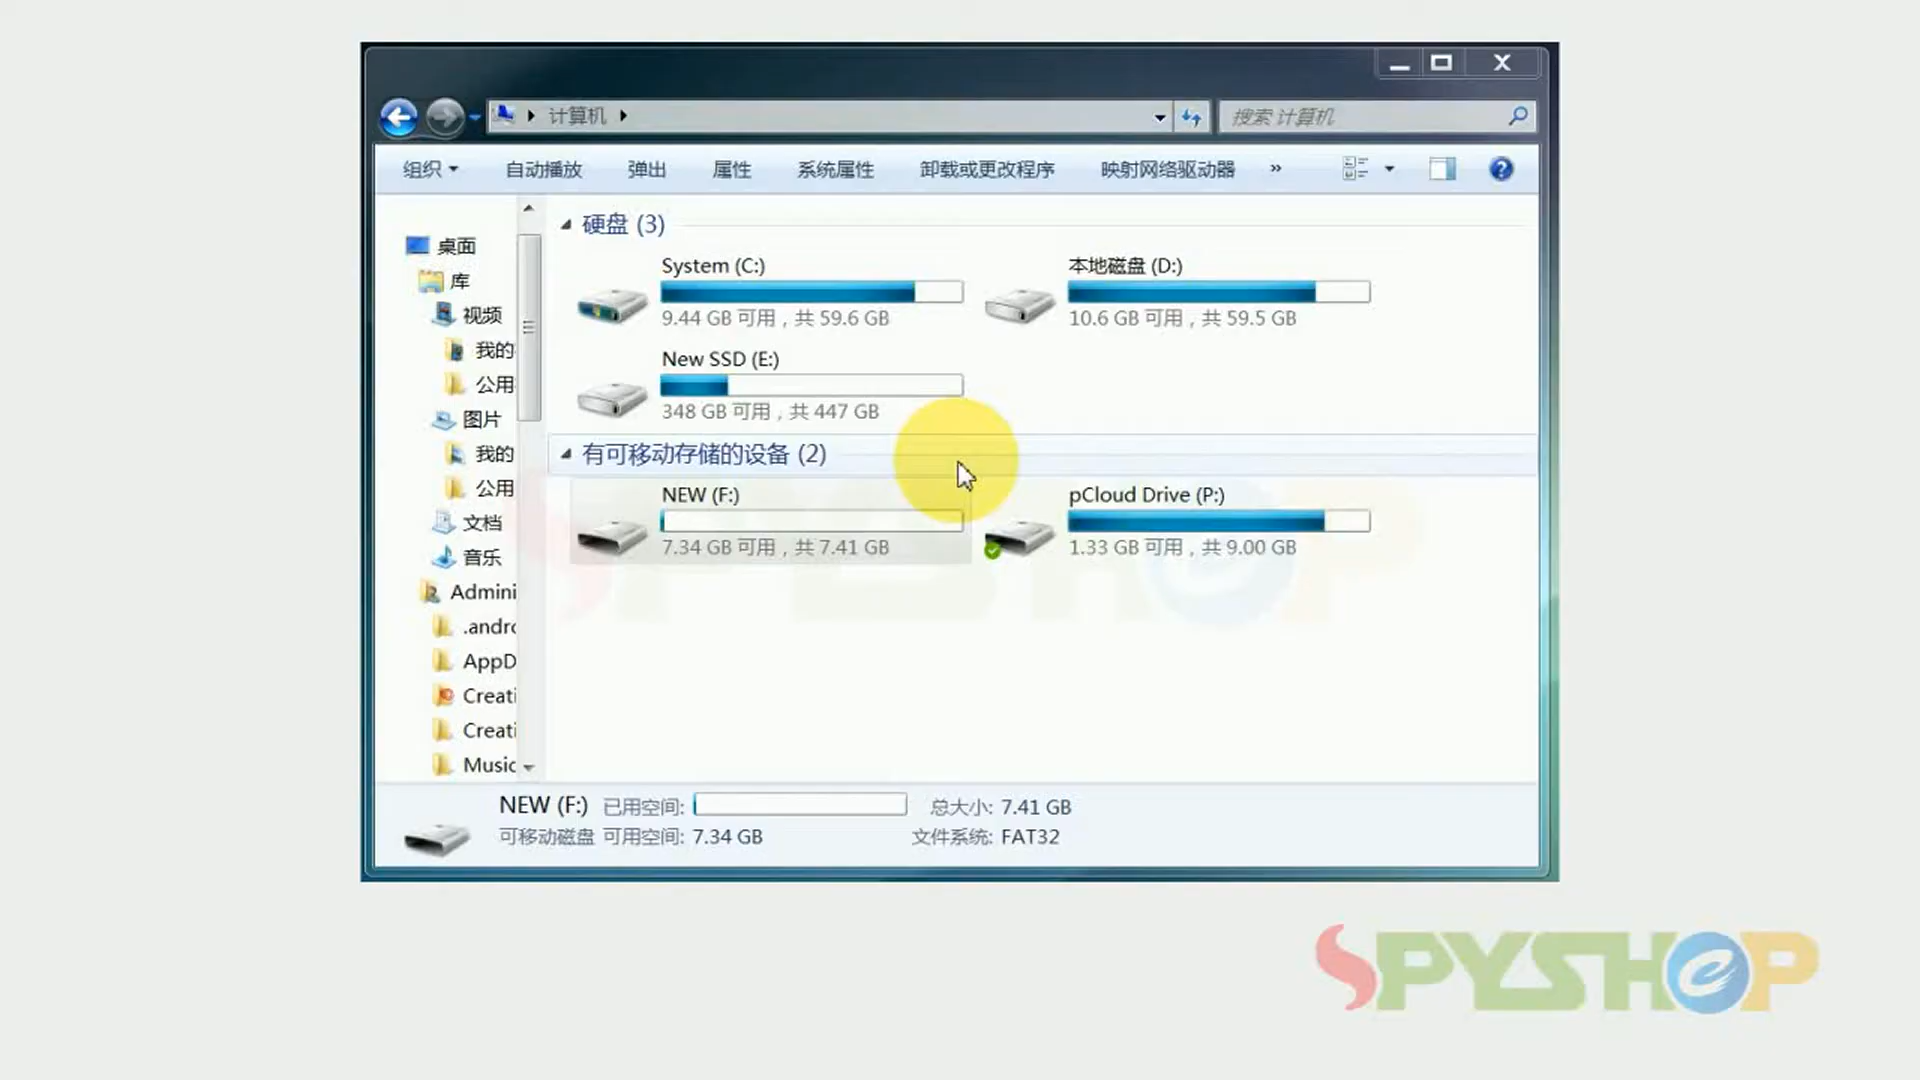 计算机
搜索 计算机
组织 自动播放 弹出 属性 系统属性 卸载或更改程序 映射网络驱动器 »
桌面
库
视频
我的
公用
图片
我的
公用
文档
音乐
Admini
.andro
AppD
Creati
Creati
Music
硬盘 (3)
System (C:)
9.44 GB 可用，共 59.6 GB
本地磁盘 (D:)
10.6 GB 可用，共 59.5 GB
New SSD (E:)
348 GB 可用，共 447 GB
有可移动存储的设备 (2)
NEW (F:)
7.34 GB 可用，共 7.41 GB
pCloud Drive (P:)
1.33 GB 可用，共 9.00 GB
NEW (F:) 已用空间: 总大小: 7.41 GB
可移动磁盘 可用空间: 7.34 GB 文件系统: FAT32
SPYSHOP